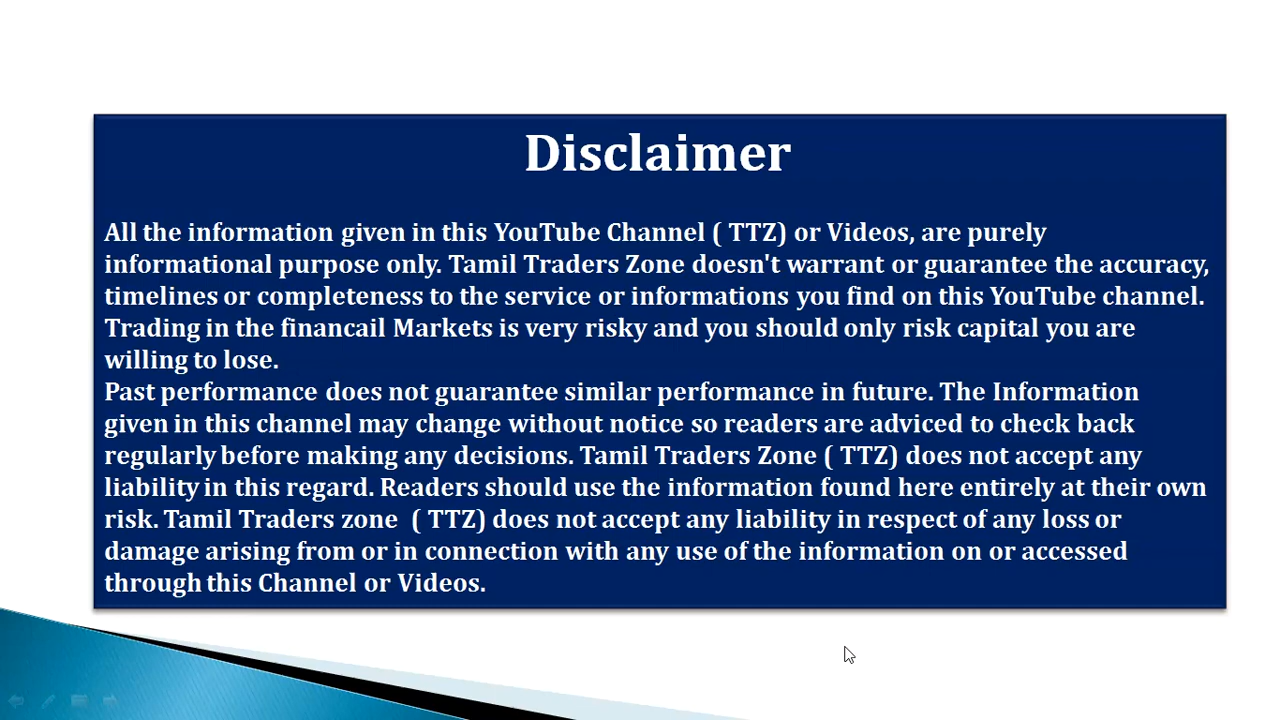 Disclaimer
All the information given in this YouTube Channel ( TTZ) or Videos, are purely
informational purpose only. Tamil Traders Zone doesn't warrant or guarantee the accuracy,
timelines or completeness to the service or informations you find on this YouTube channel.
Trading in the financail Markets is very risky and you should only risk capital you are
willing to lose.
Past performance does not guarantee similar performance in future. The Information
given in this channel may change without notice so readers are adviced to check back
regularly before making any decisions. Tamil Traders Zone ( TTZ) does not accept any
liability in this regard. Readers should use the information found here entirely at their own
risk. Tamil Traders zone  ( TTZ) does not accept any liability in respect of any loss or
damage arising from or in connection with any use of the information on or accessed
through this Channel or Videos.